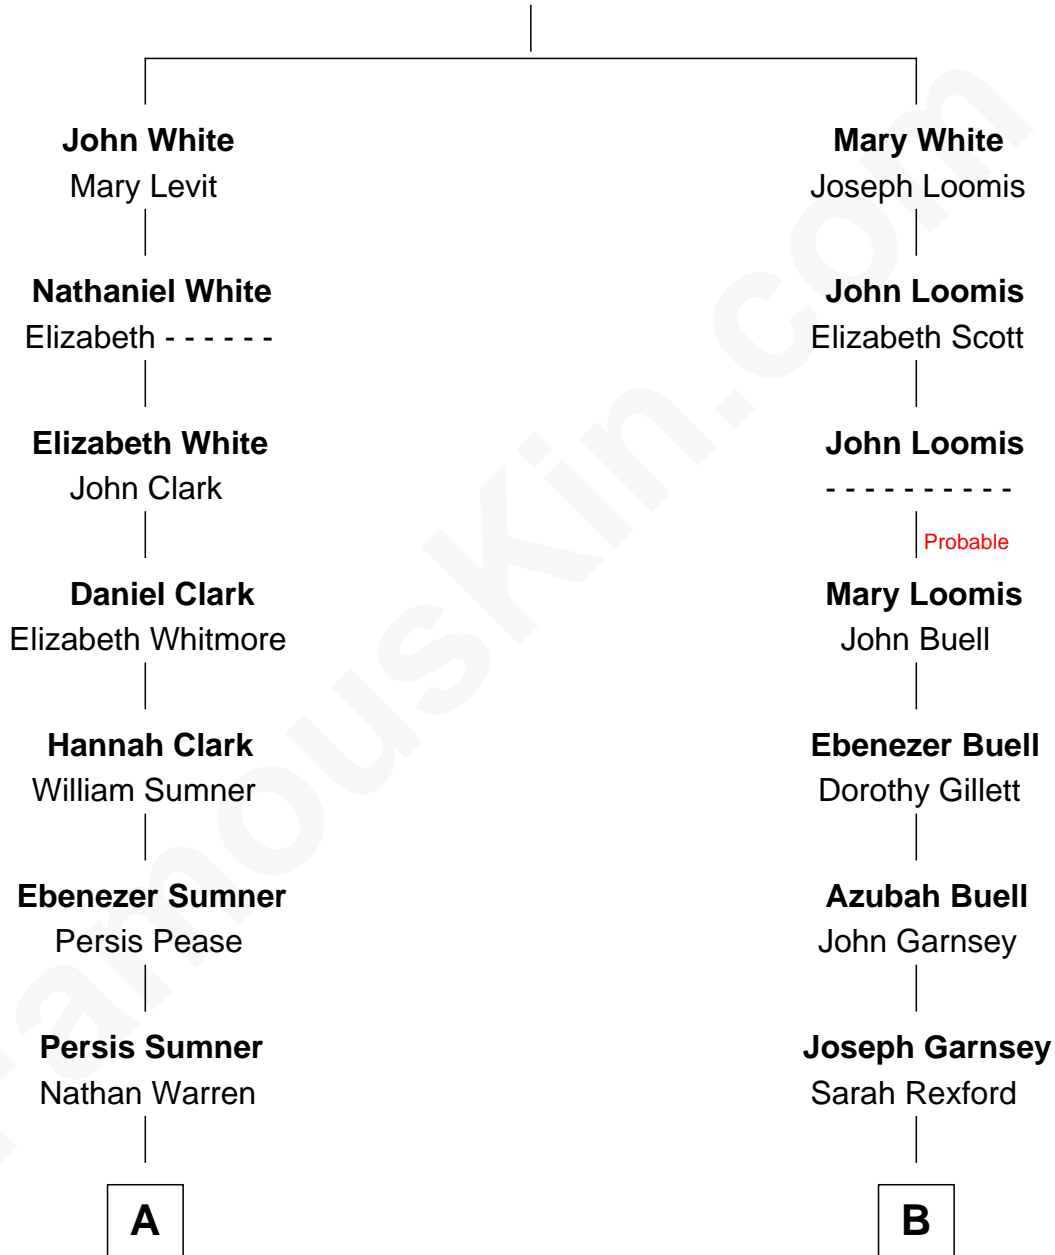 John White
Mary Levit
Nathaniel White
Elizabeth - - - - - -
Elizabeth White
John Clark
Daniel Clark
Elizabeth Whitmore
Hannah Clark
William Sumner
Ebenezer Sumner
Persis Pease
Persis Sumner
Nathan Warren
A
Mary White
Joseph Loomis
John Loomis
Elizabeth Scott
John Loomis
- - - - - - - - - -
Probable
Mary Loomis
John Buell
Ebenezer Buell
Dorothy Gillett
Azubah Buell
John Garnsey
Joseph Garnsey
Sarah Rexford
B
FamousKin.com